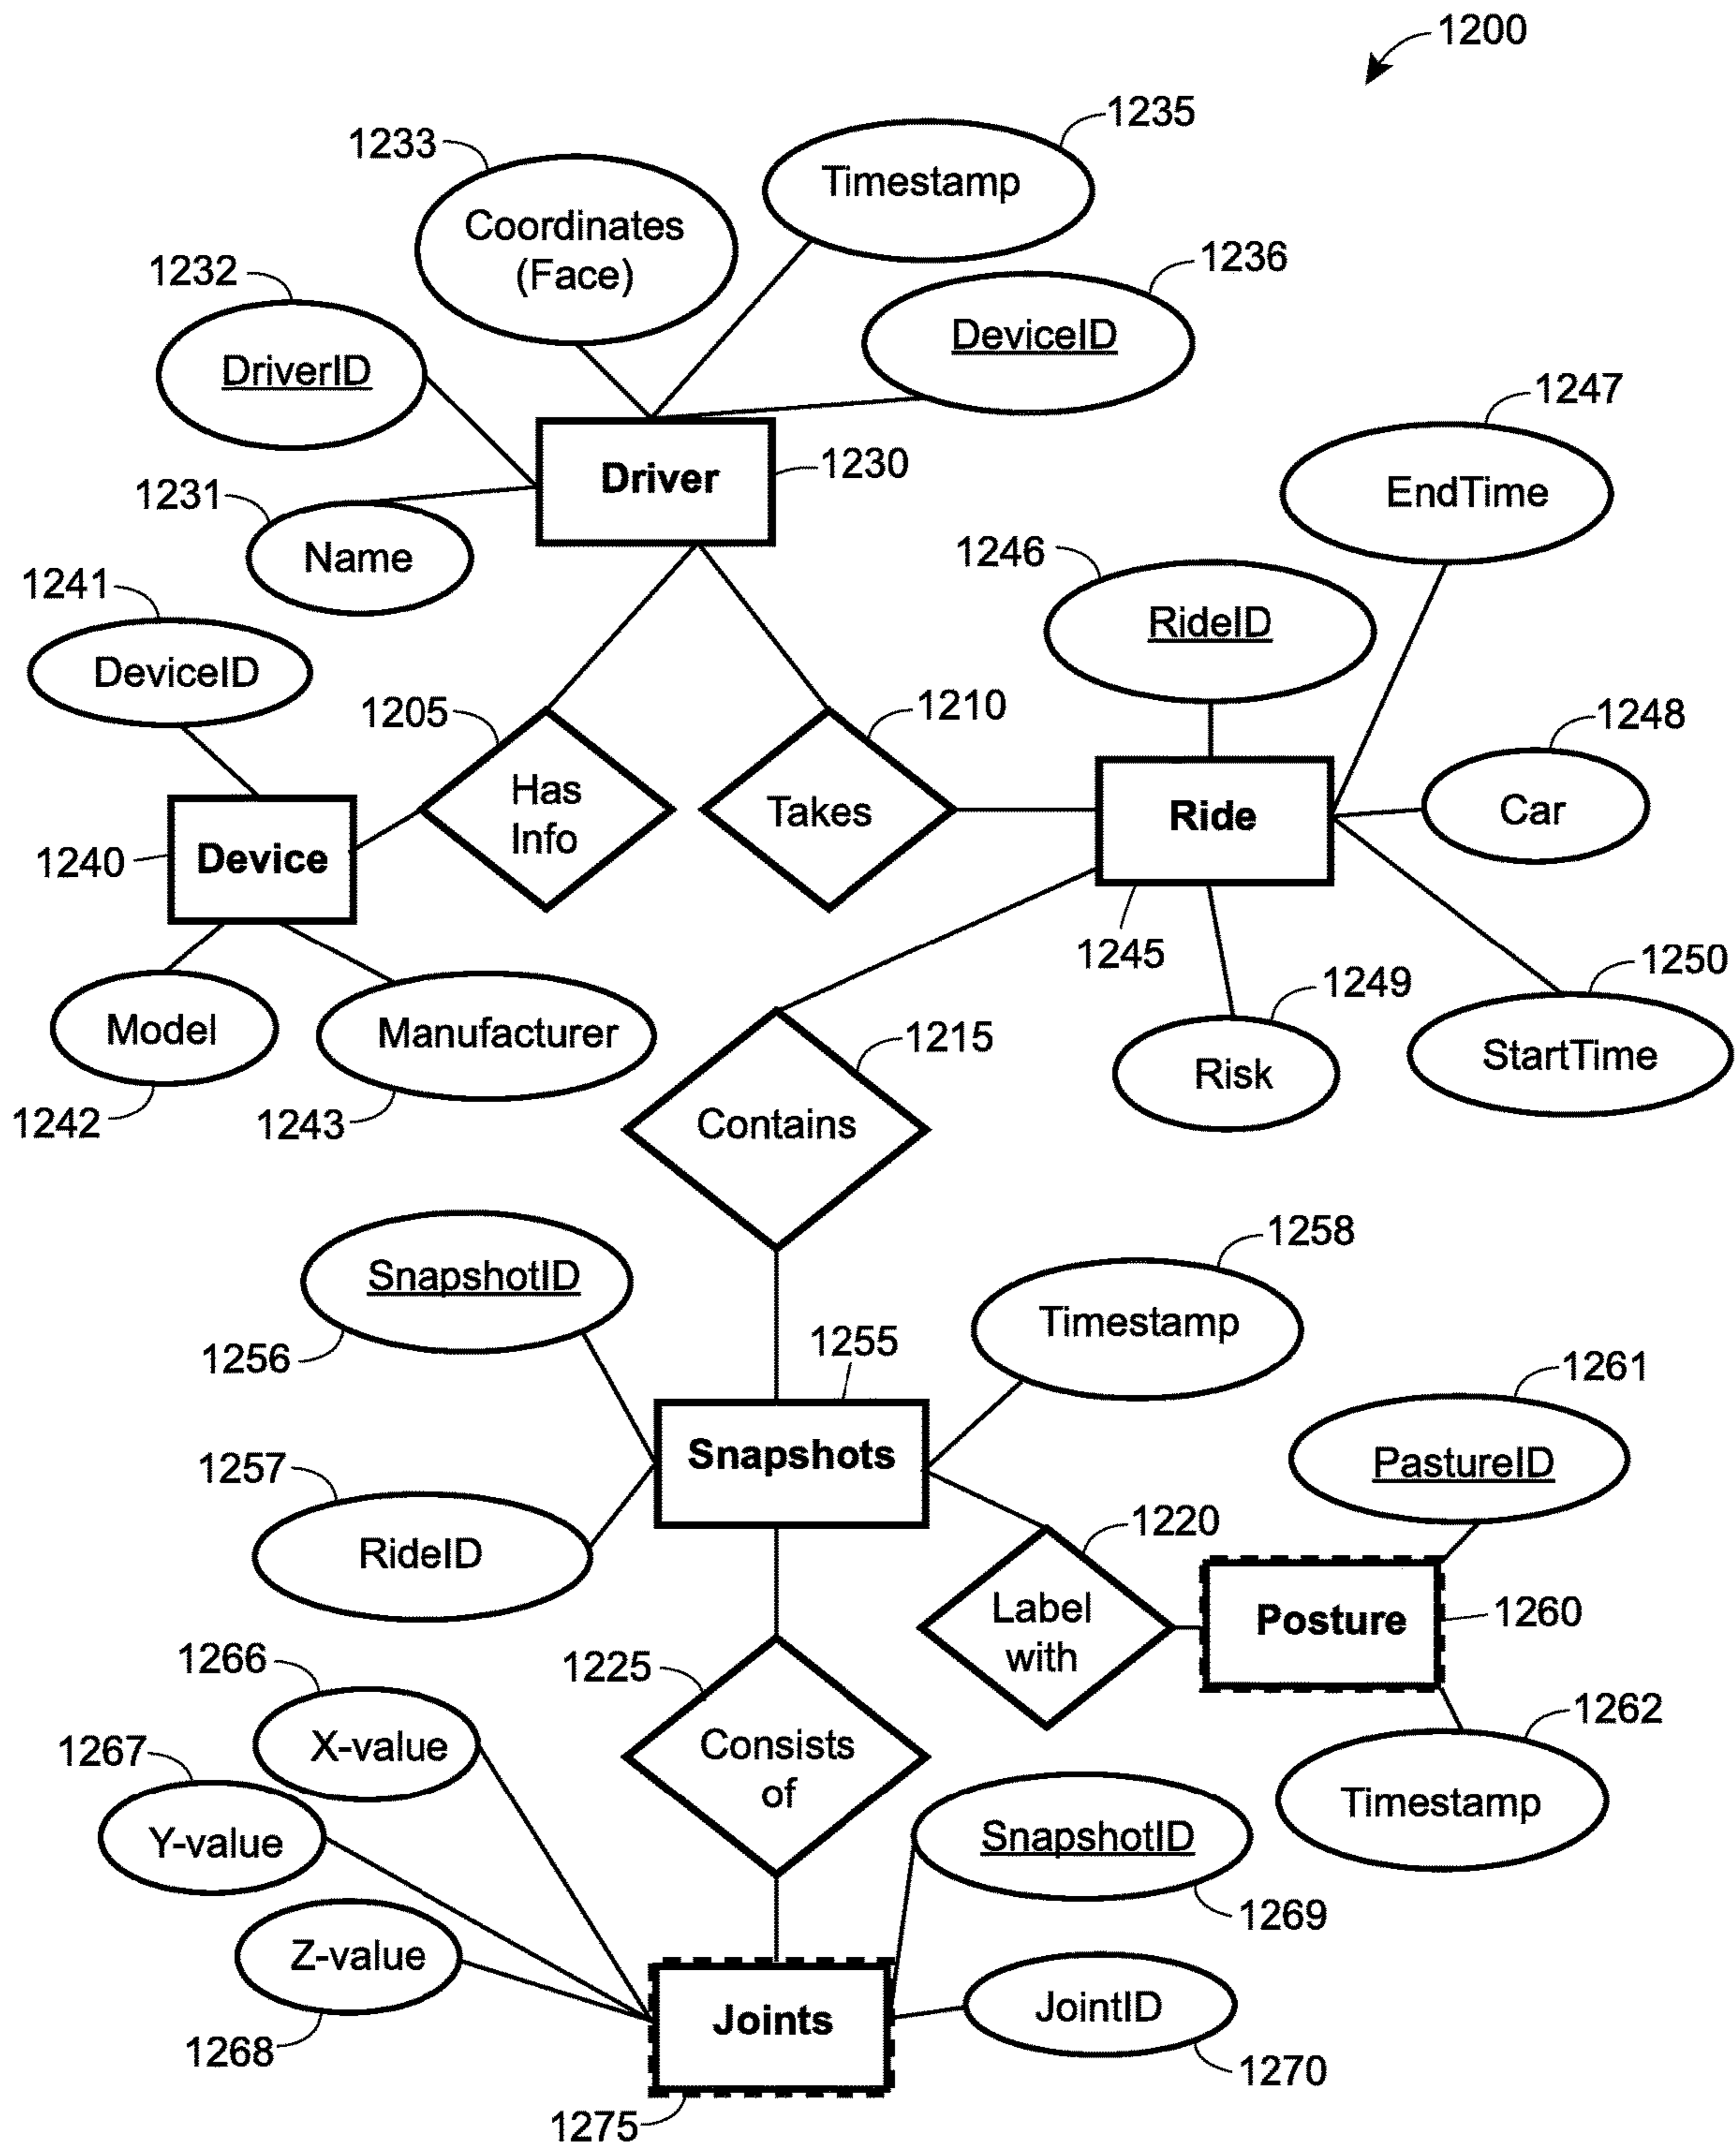 1200
1235
1233
Timestamp
Coordinates
(Face)
1236
1232
DeviceID
DriverID
1247
Driver
1230
EndTime
1231
1246
Name
1241
RideID
DeviceID
1205
1210
1248
Has
Info
Takes
Ride
Car
1240
Device
1245
1250
1249
Model
Manufacturer
1215
StartTime
Risk
1242
1243
Contains
1258
SnapshotID
Timestamp
1256
1255
1261
Snapshots
PastureID
1257
1220
RideID
Label
with
Posture
1260
1266
1225
1262
X-value
Consists
of
1267
Timestamp
Y-value
SnapshotID
1269
Z-value
JointID
Joints
1268
1270
1275